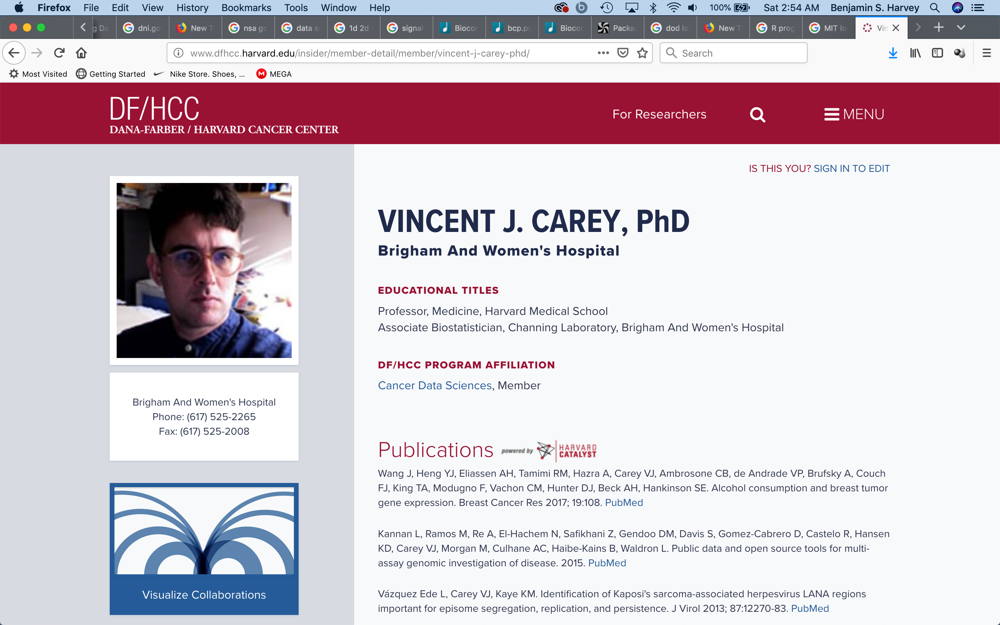 Firefox File Edit View History Bookmarks Tools Window Help 100% Sat 2:54 AM Benjamin S. Harvey
g Da dni.go New T nsa go data s 1d 2d signal Biocon bcp.po Biocor Packa dod lo New T R prog MIT lo Vin
www.dfhcc.harvard.edu/insider/member-detail/member/vincent-j-carey-phd/ Search
Most Visited Getting Started Nike Store. Shoes, ... MEGA
DF/HCC
DANA-FARBER / HARVARD CANCER CENTER
For Researchers MENU
IS THIS YOU? SIGN IN TO EDIT
VINCENT J. CAREY, PhD
Brigham And Women's Hospital
EDUCATIONAL TITLES
Professor, Medicine, Harvard Medical School
Associate Biostatistician, Channing Laboratory, Brigham And Women's Hospital
DF/HCC PROGRAM AFFILIATION
Cancer Data Sciences, Member
Brigham And Women's Hospital
Phone: (617) 525-2265
Fax: (617) 525-2008
Visualize Collaborations
Publications powered by HARVARD CATALYST
Wang J, Heng YJ, Eliassen AH, Tamimi RM, Hazra A, Carey VJ, Ambrosone CB, de Andrade VP, Brufsky A, Couch
FJ, King TA, Modugno F, Vachon CM, Hunter DJ, Beck AH, Hankinson SE. Alcohol consumption and breast tumor
gene expression. Breast Cancer Res 2017; 19:108. PubMed
Kannan L, Ramos M, Re A, El-Hachem N, Safikhani Z, Gendoo DM, Davis S, Gomez-Cabrero D, Castelo R, Hansen
KD, Carey VJ, Morgan M, Culhane AC, Haibe-Kains B, Waldron L. Public data and open source tools for multi-
assay genomic investigation of disease. 2015. PubMed
Vázquez Ede L, Carey VJ, Kaye KM. Identification of Kaposi's sarcoma-associated herpesvirus LANA regions
important for episome segregation, replication, and persistence. J Virol 2013; 87:12270-83. PubMed